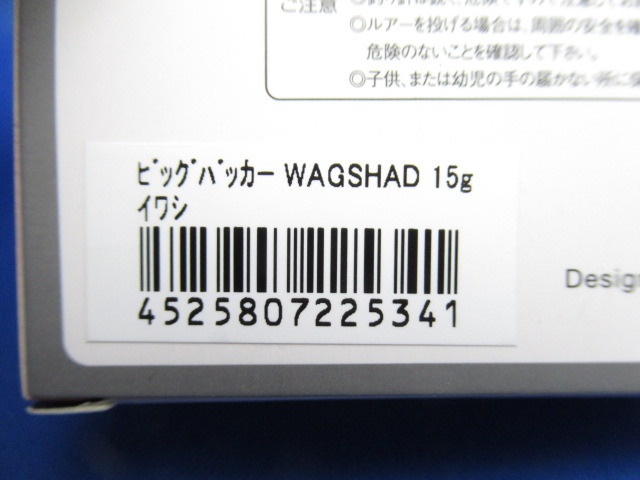 ご注意
◎ルアーを投げる場合は、周囲の安全を確
危険のないことを確認して下さい。
◎子供、または幼児の手の届かない所に
ﾋﾞｯｸﾞﾊﾞｯカー WAGSHAD 15g
イワシ
4525807225341
Design